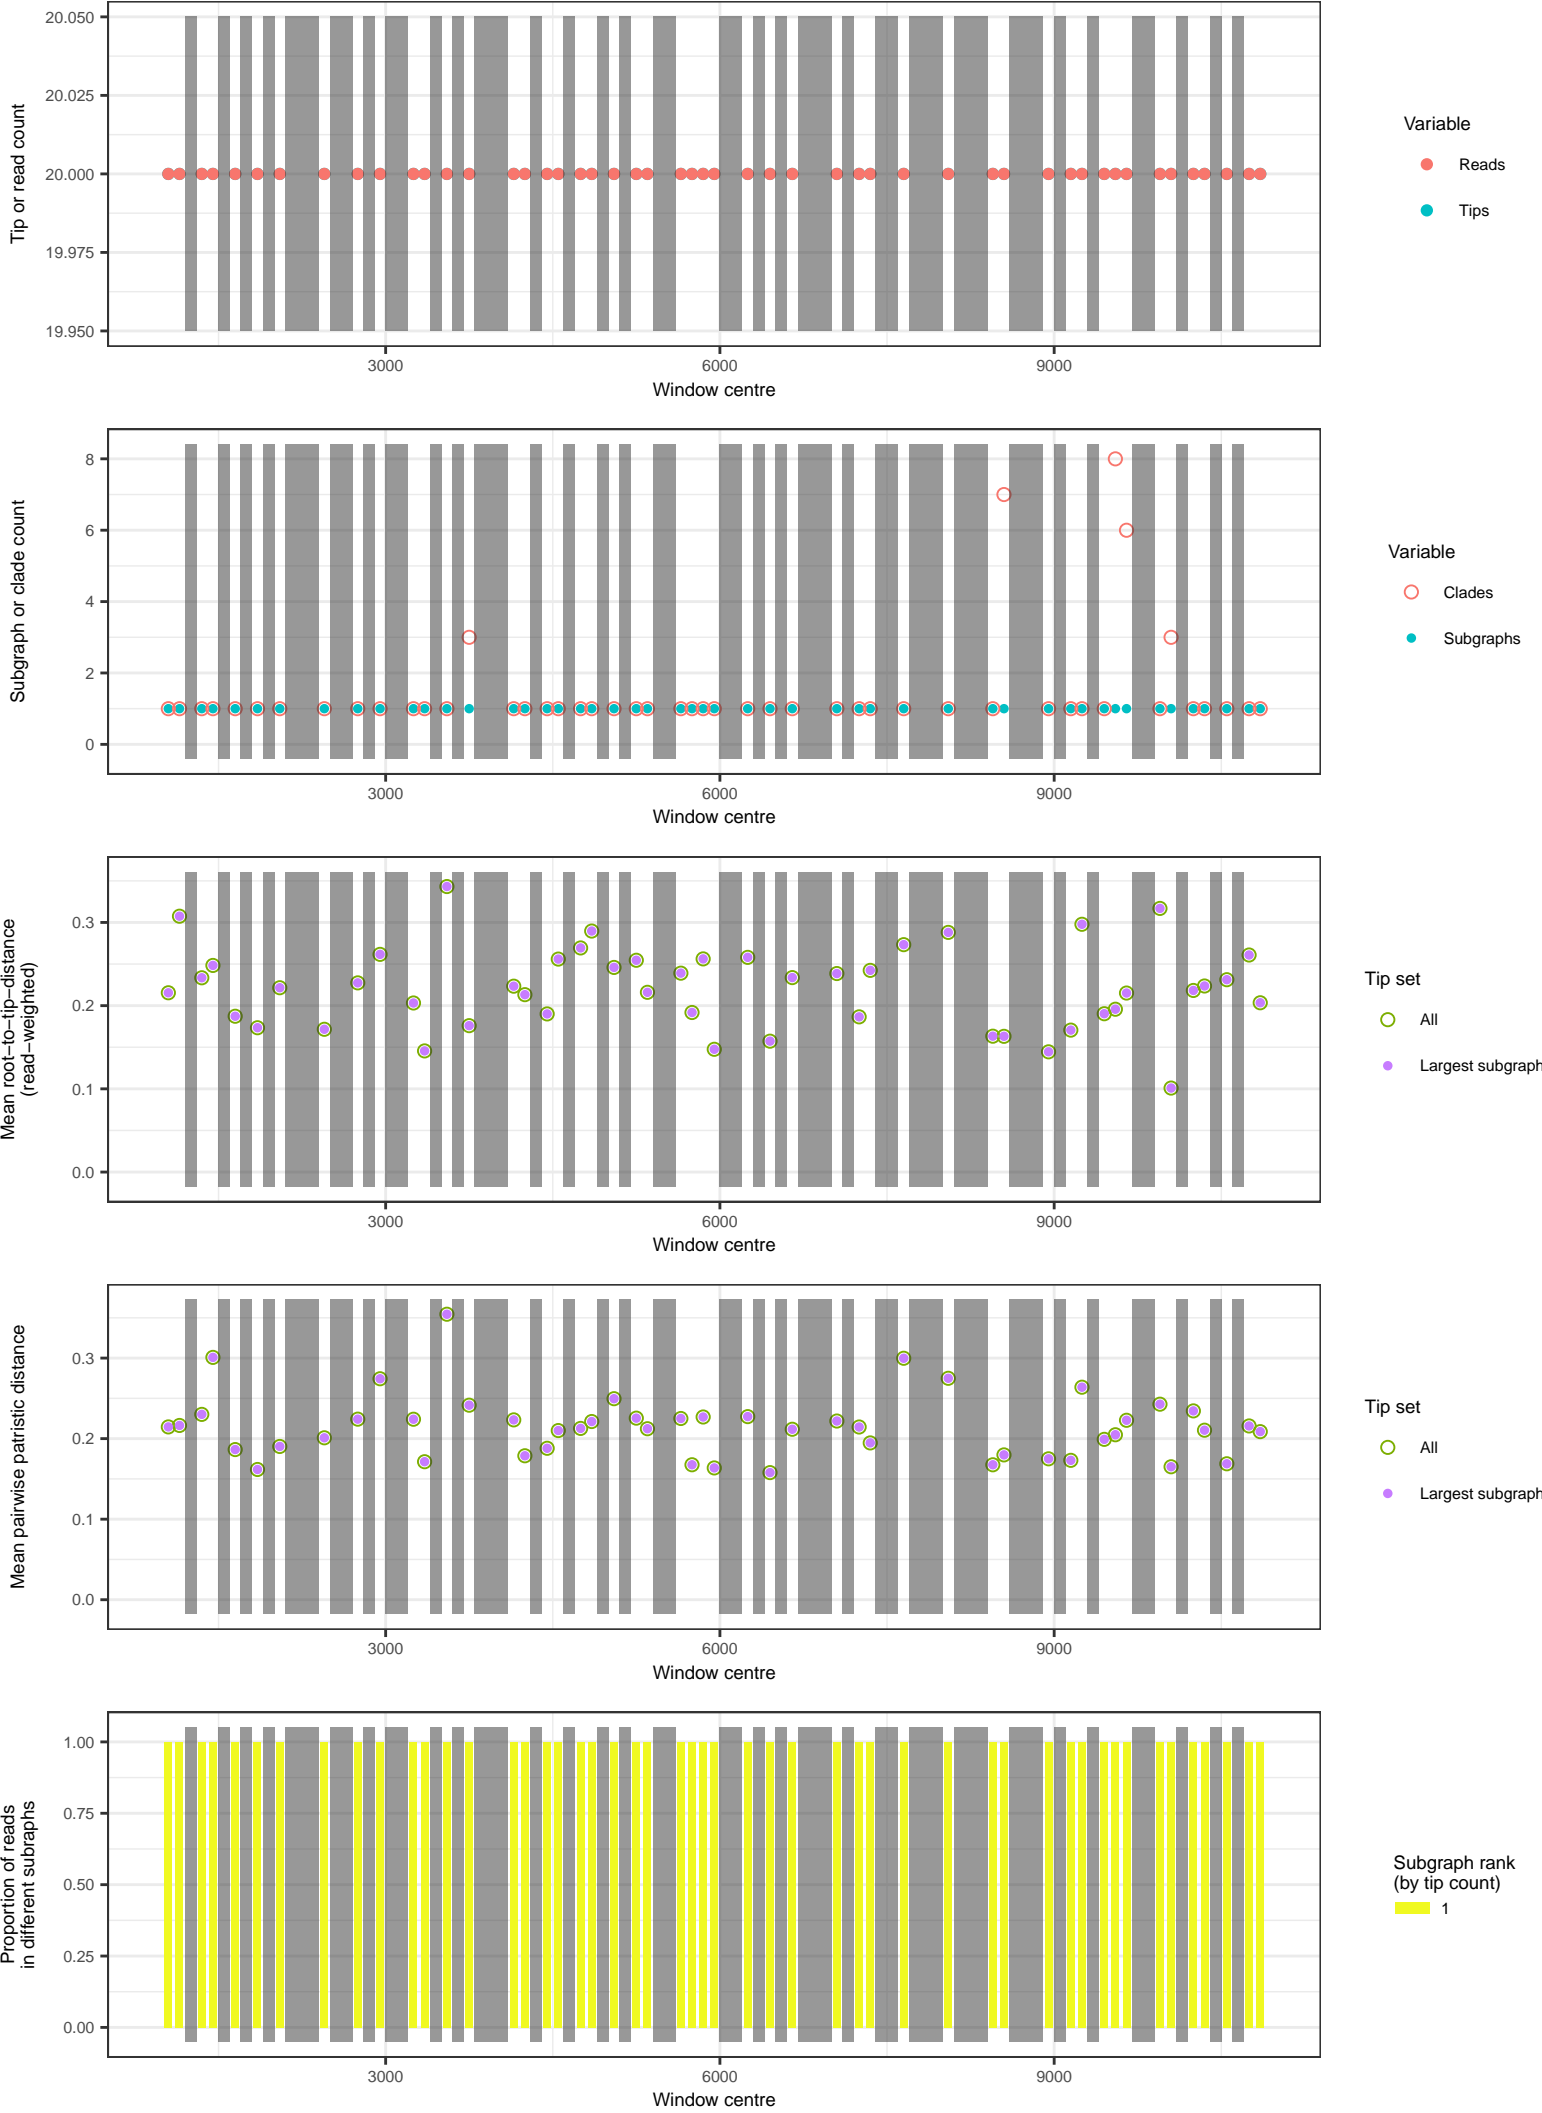 20.050
20.025
20.000
19.975
19.950
Tip or read count
3000
6000
9000
Window centre
Variable
Reads
Tips
8
6
4
2
0
Subgraph or clade count
3000
6000
9000
Window centre
Variable
Clades
Subgraphs
0.3
0.2
0.1
0.0
Mean root−to−tip−distance
(read−weighted)
3000
6000
9000
Window centre
Tip set
All
Largest subgraph
0.3
0.2
0.1
0.0
Mean pairwise patristic distance
3000
6000
9000
Window centre
Tip set
All
Largest subgraph
1.00
0.75
0.50
0.25
0.00
Proportion of reads
in different subraphs
3000
6000
9000
Window centre
Subgraph rank
(by tip count)
1